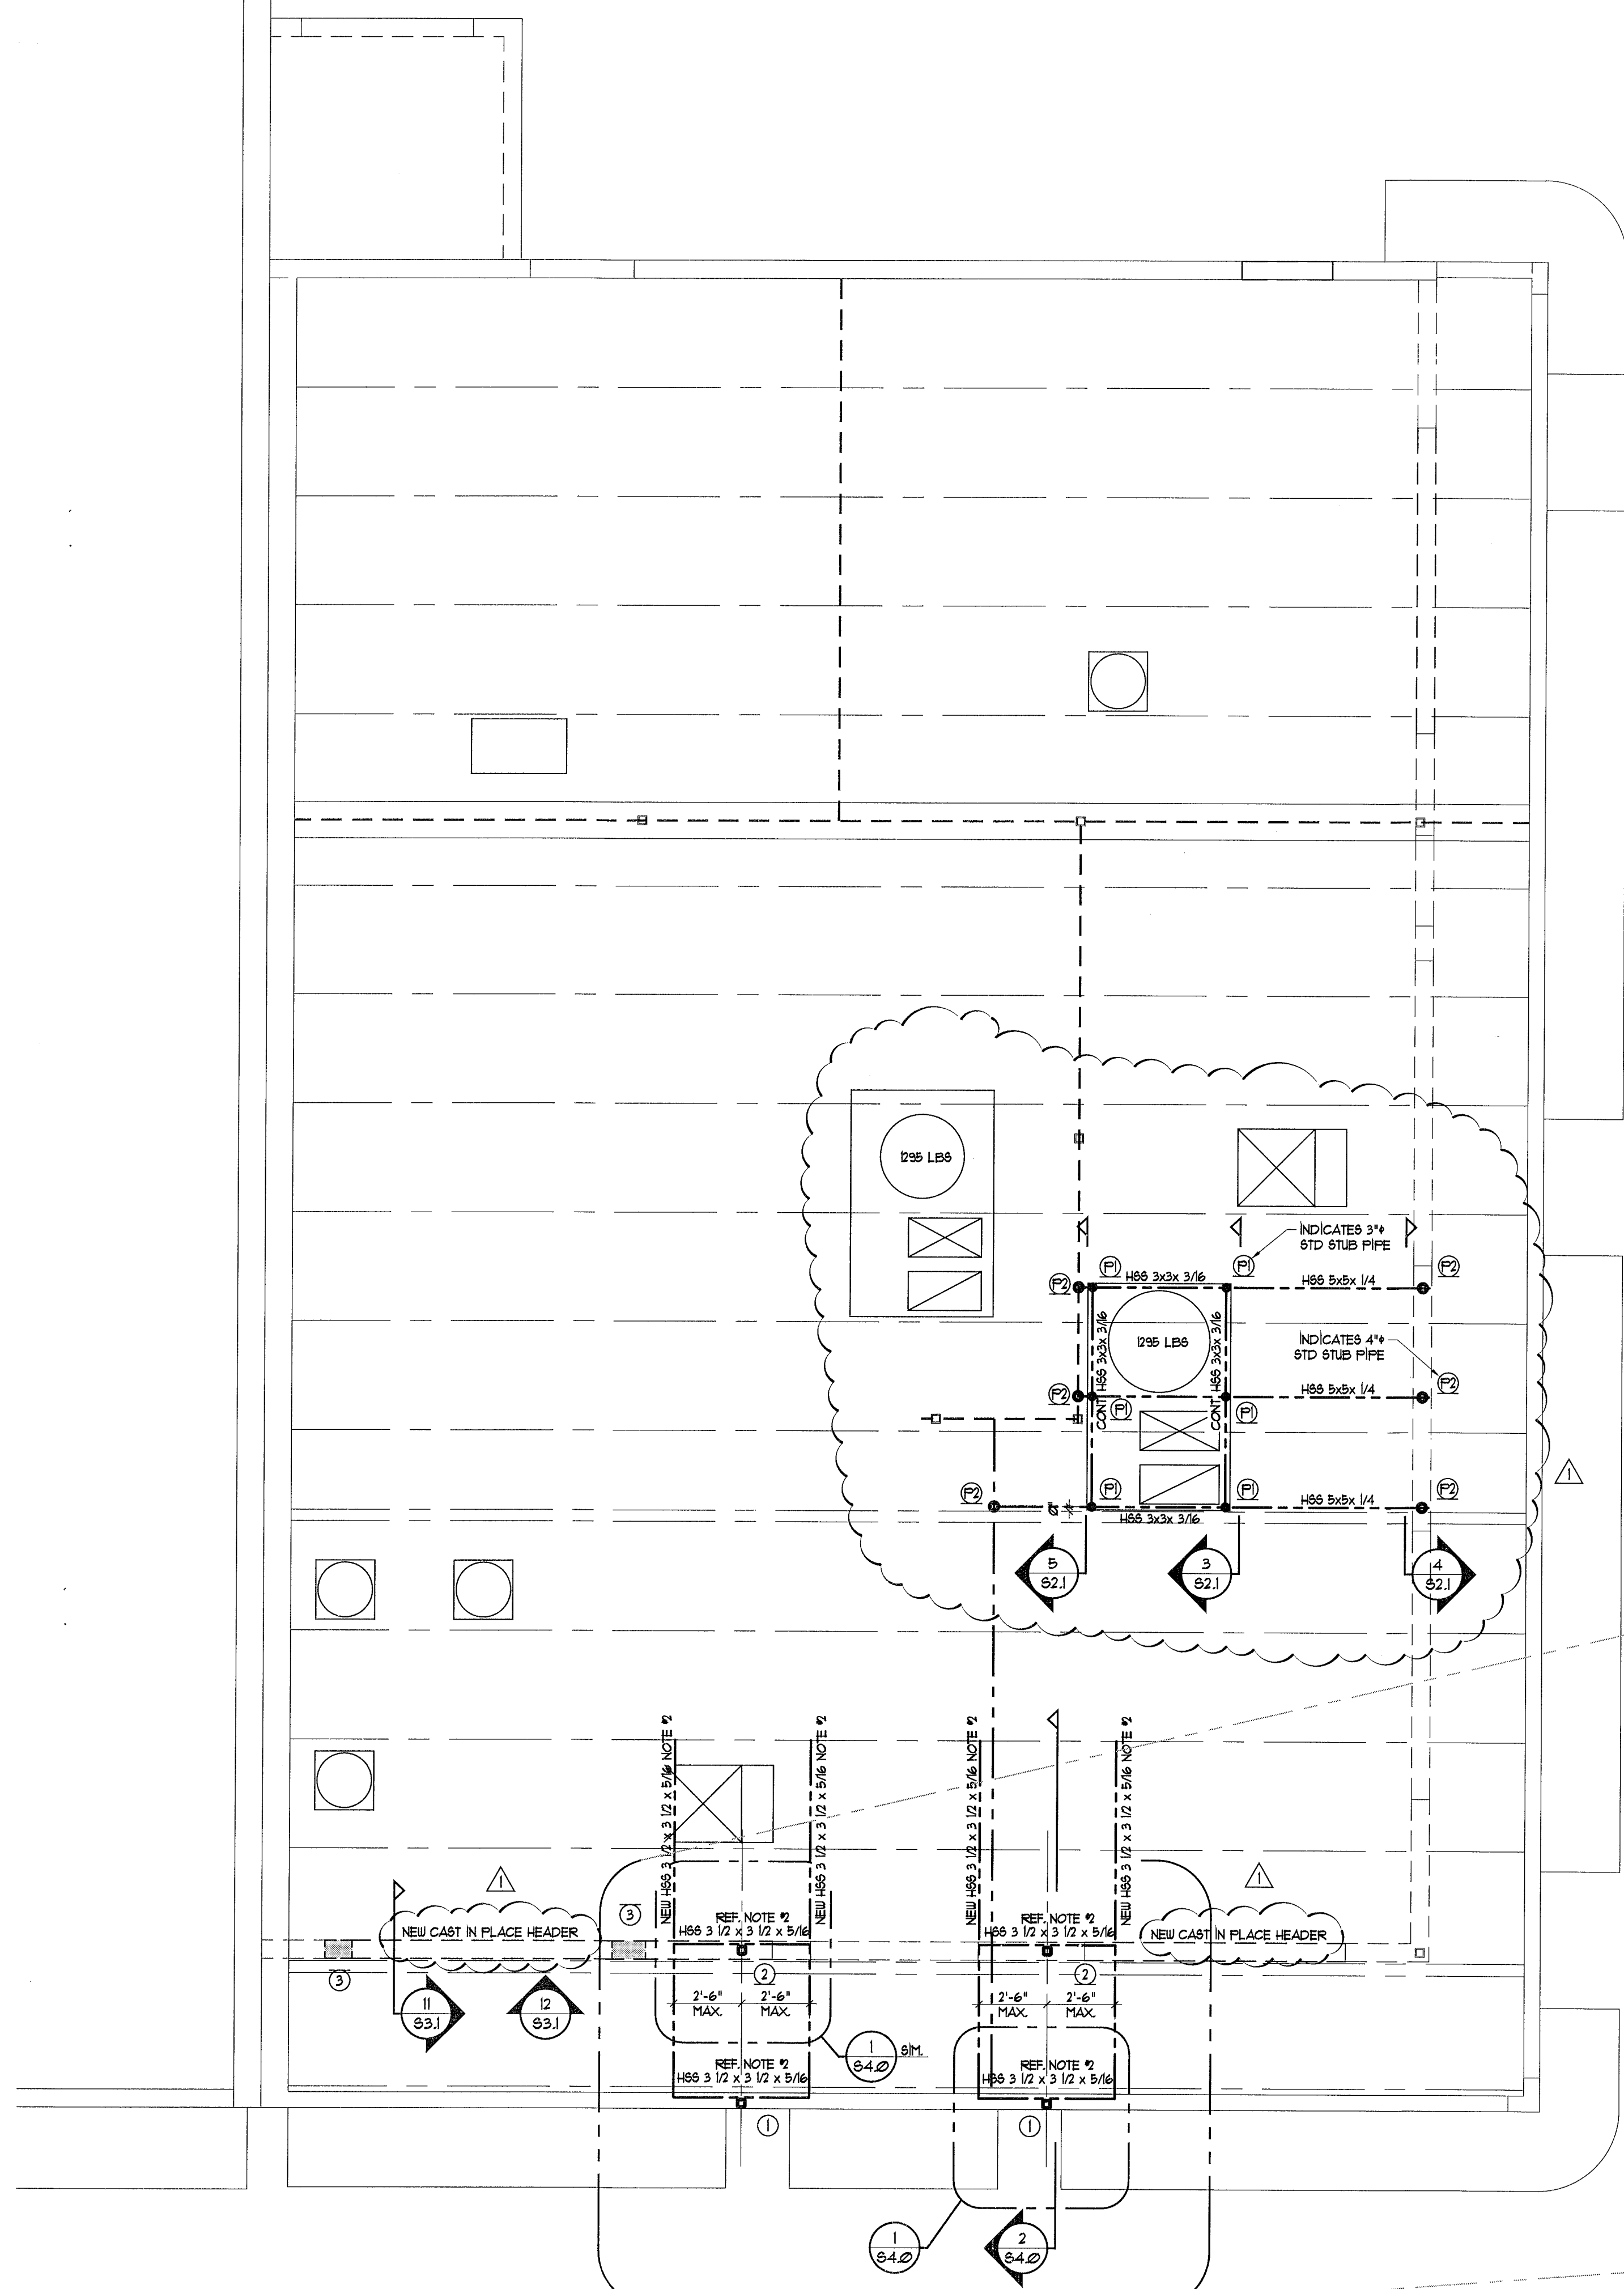 1295 LBS
INDICATES 3"ϕ
STD STUB PIPE
P1
P1
P2
HSS 3x3x 3/16
HSS 5x5x 1/4
P2
CONT HSS 3x3x 3/16
CONT HSS 3x3x 3/16
1295 LBS
INDICATES 4"ϕ
STD STUB PIPE
P2
HSS 5x5x 1/4
P2
P1
P1
1
P2
P1
P1
HSS 5x5x 1/4
P2
HSS 3x3x 3/16
5
S2.1
3
S2.1
4
S2.1
NEW HSS 3 1/2 x 3 1/2 x 5/16 NOTE #2
NEW HSS 3 1/2 x 3 1/2 x 5/16 NOTE #2
NEW HSS 3 1/2 x 3 1/2 x 5/16 NOTE #2
NEW HSS 3 1/2 x 3 1/2 x 5/16 NOTE #2
1
1
3
NEW CAST IN PLACE HEADER
REF. NOTE #2
HSS 3 1/2 x 3 1/2 x 5/16
REF. NOTE #2
HSS 3 1/2 x 3 1/2 x 5/16
NEW CAST IN PLACE HEADER
3
2
2
11
S3.1
12
S3.1
2'-6" 2'-6"
MAX. MAX.
2'-6" 2'-6"
MAX. MAX.
1
S4.0
SIM.
REF. NOTE #2
HSS 3 1/2 x 3 1/2 x 5/16
REF. NOTE #2
HSS 3 1/2 x 3 1/2 x 5/16
1
1
1
S4.0
2
S4.0